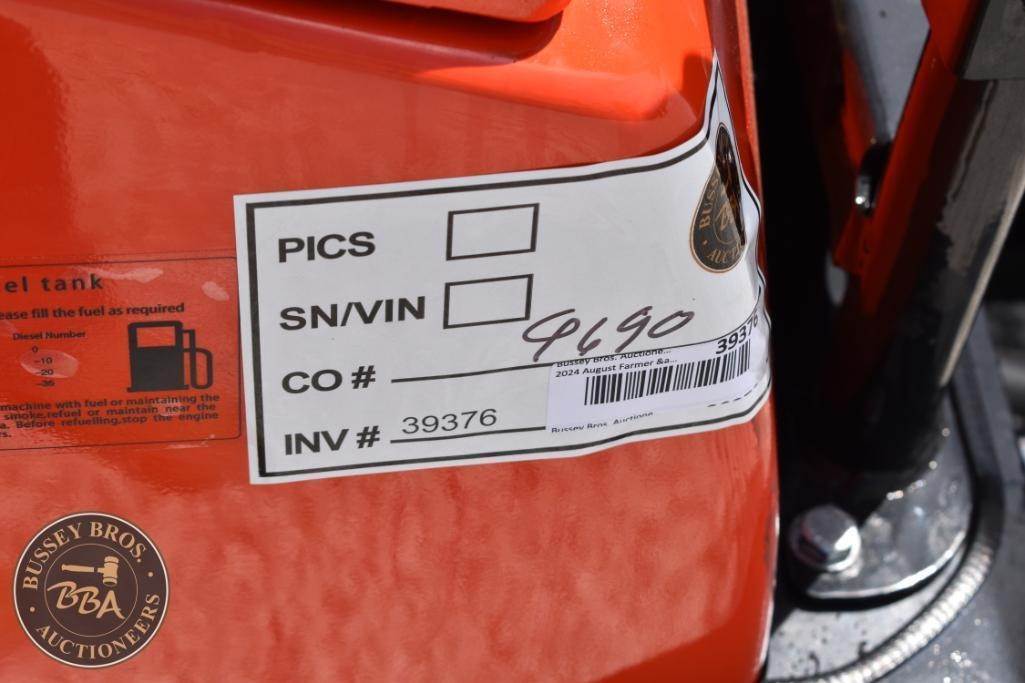 el tank
ease fill the fuel as required
Diesel Number
0
-10
-20
-35
machine with fuel or maintaining the
smoke,refuel or maintain near the
a. Before refuelling,stop the engine
rs.
PICS
SN/VIN
CO # 9690
INV # 39376
39376
Bussey Bros. Auctione...
2024 August Farmer &a...
Bussey Bros. Auctione
BUSSEY BROS.
BBA
AUCTIONEERS